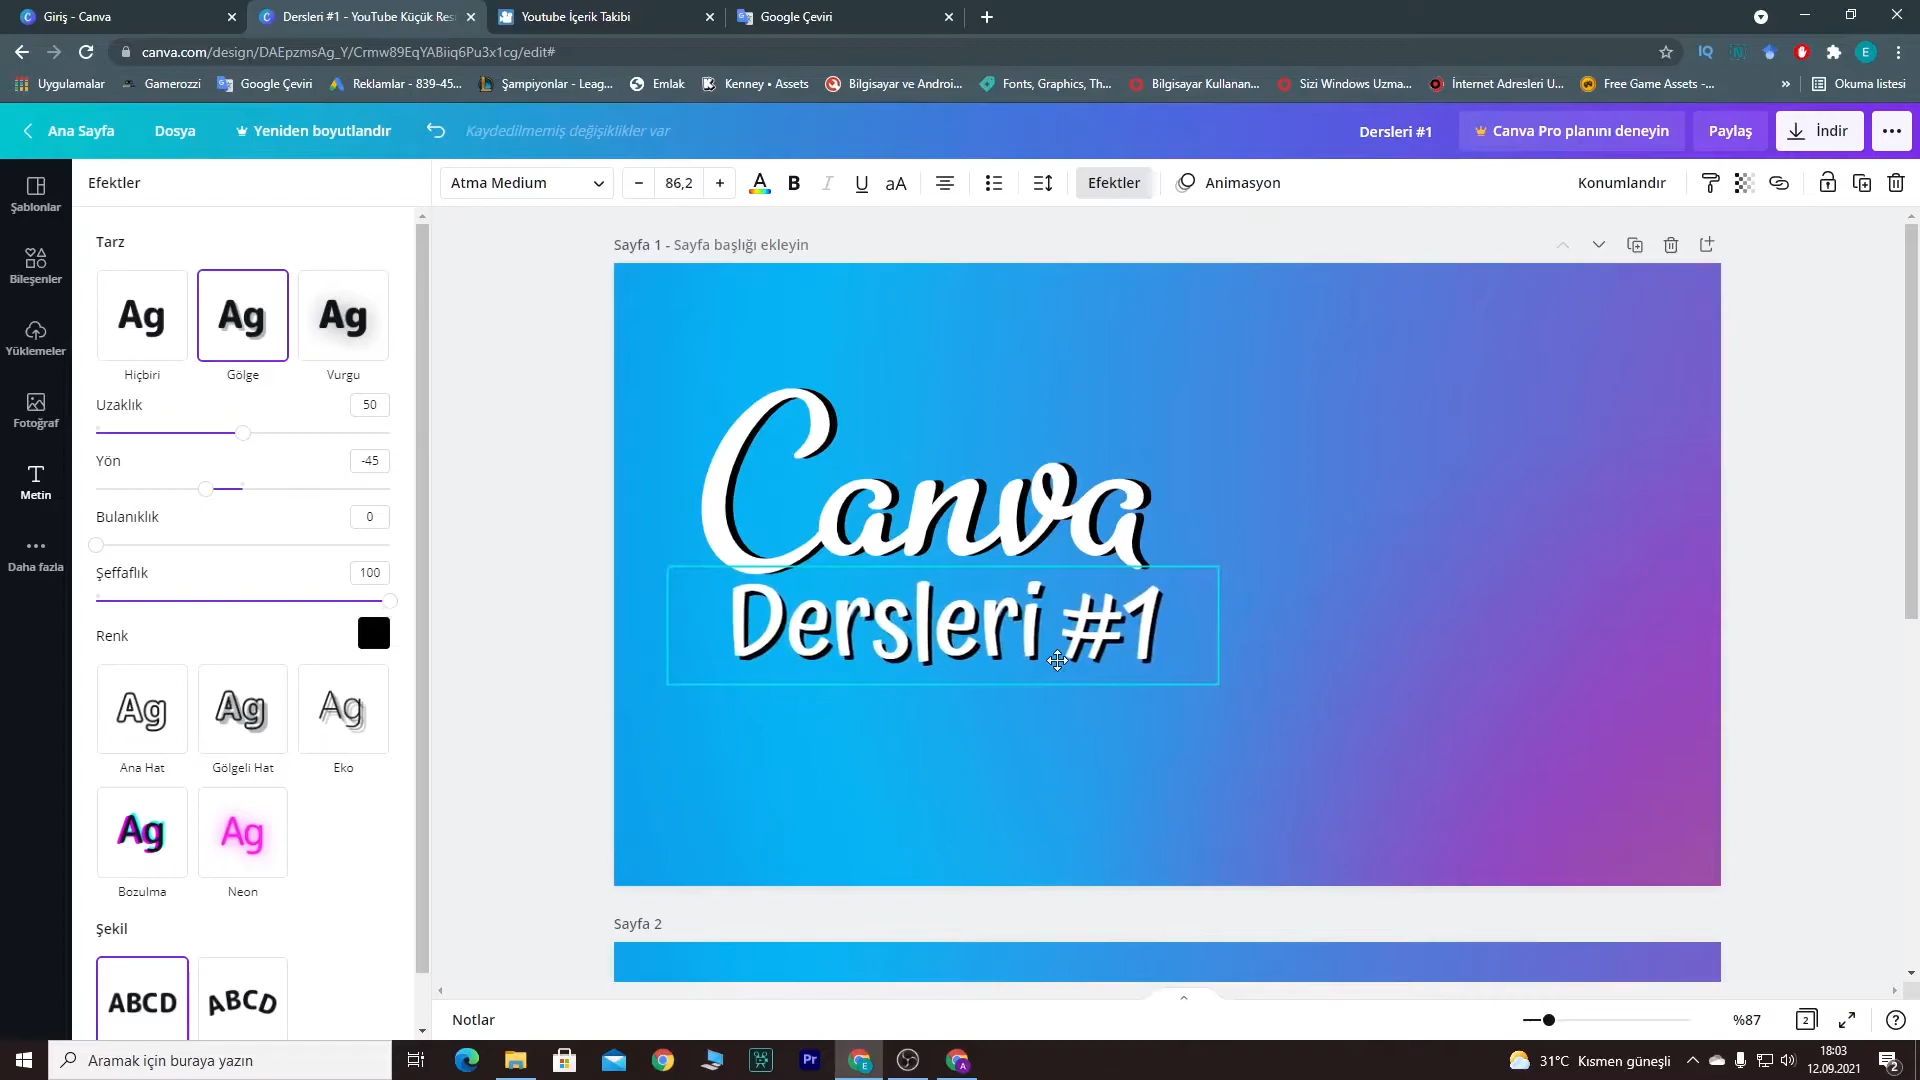 Giriş - Canva
Dersleri #1 - YouTube Küçük Res
Youtube İçerik Takibi
Google Çeviri
canva.com/design/DAEpzmsAg_Y/Crmw89EqYABiiq6Pu3x1cg/edit#
Uygulamalar
Gamerozzi
Google Çeviri
Reklamlar - 839-45...
Şampiyonlar - Leag...
Emlak
Kenney • Assets
Bilgisayar ve Androi...
Fonts, Graphics, Th...
Bilgisayar Kullanan...
Sizi Windows Uzma...
İnternet Adresleri U...
Free Game Assets -...
Okuma listesi
Ana Sayfa
Dosya
Yeniden boyutlandır
Kaydedilmemiş değişiklikler var
Dersleri #1
Canva Pro planını deneyin
Paylaş
İndir
Efektler
Atma Medium
86,2
A
B
I
U
aA
Efektler
Animasyon
Konumlandır
Şablonlar
Bileşenler
Yüklemeler
Fotoğraf
Metin
Daha fazla
Tarz
Ag
Ag
Ag
Hiçbiri
Gölge
Vurgu
Uzaklık
50
Yön
-45
Bulanıklık
0
Şeffaflık
100
Renk
Ag
Ag
Ag
Ana Hat
Gölgeli Hat
Eko
Ag
Ag
Bozulma
Neon
Şekil
ABCD
ABCD
Sayfa 1 - Sayfa başlığı ekleyin
Canva
Dersleri #1
Sayfa 2
Notlar
%87
2
Aramak için buraya yazın
Pr
31°C Kısmen güneşli
18:03
12.09.2021
2